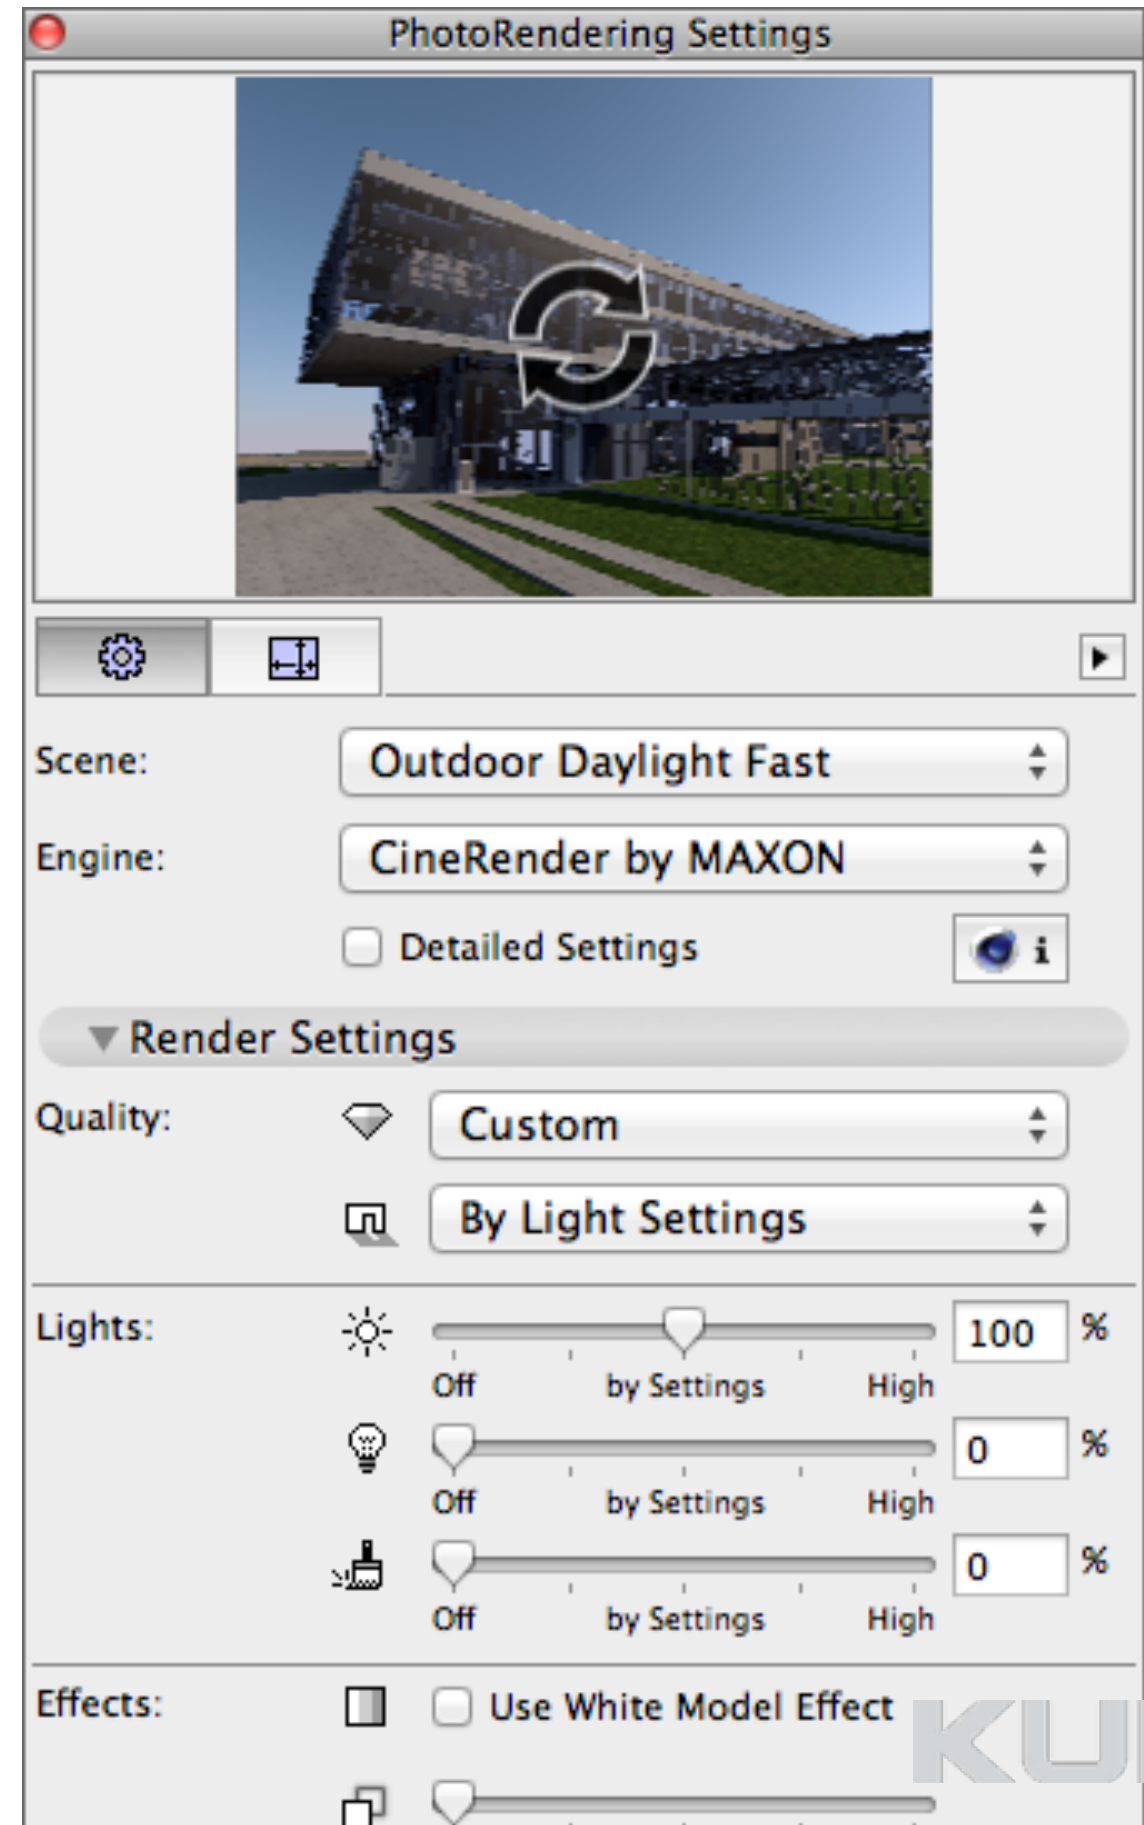 PhotoRendering Settings
Scene: Outdoor Daylight Fast
Engine: CineRender by MAXON
Detailed Settings
i
Render Settings
Quality: Custom
By Light Settings
Lights: 100 %
Off by Settings High
0 %
Off by Settings High
0 %
Off by Settings High
Effects: Use White Model Effect